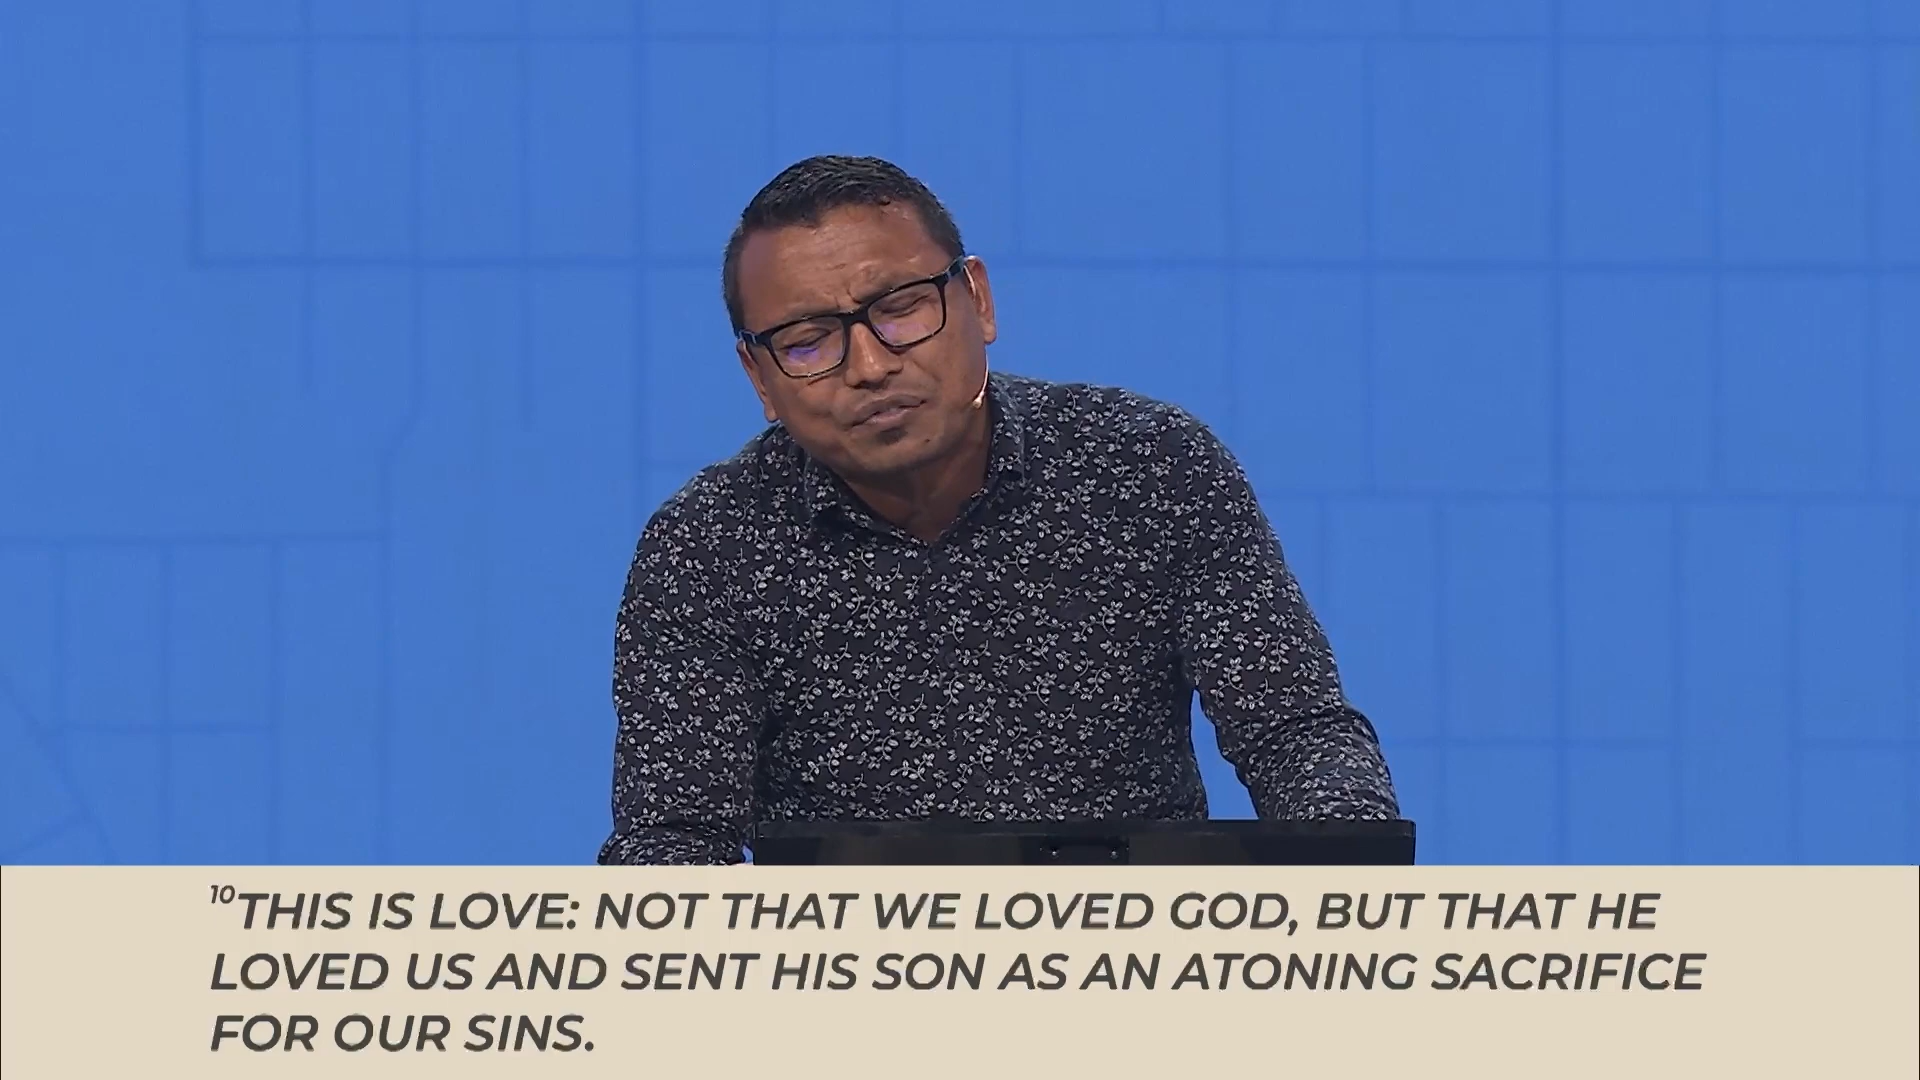 ¹⁰THIS IS LOVE: NOT THAT WE LOVED GOD, BUT THAT HE
LOVED US AND SENT HIS SON AS AN ATONING SACRIFICE
FOR OUR SINS.